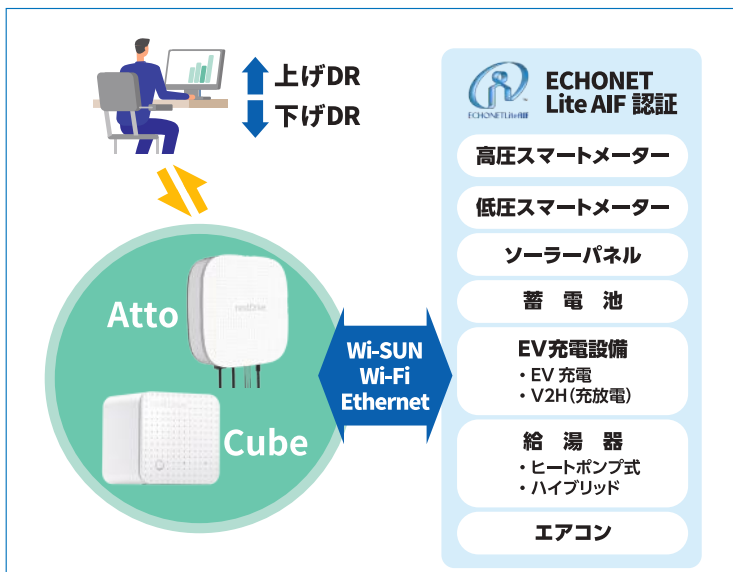 上げDR
下げDR
Atto
nextDrive
Cube
Wi-SUN
Wi-Fi
Ethernet
ECHONETLiteAIF
TM
ECHONET
Lite AIF 認証
高圧スマートメーター
低圧スマートメーター
ソーラーパネル
蓄電池
EV充電設備
・EV 充電
・V2H(充放電)
給湯器
・ヒートポンプ式
・ハイブリッド
エアコン